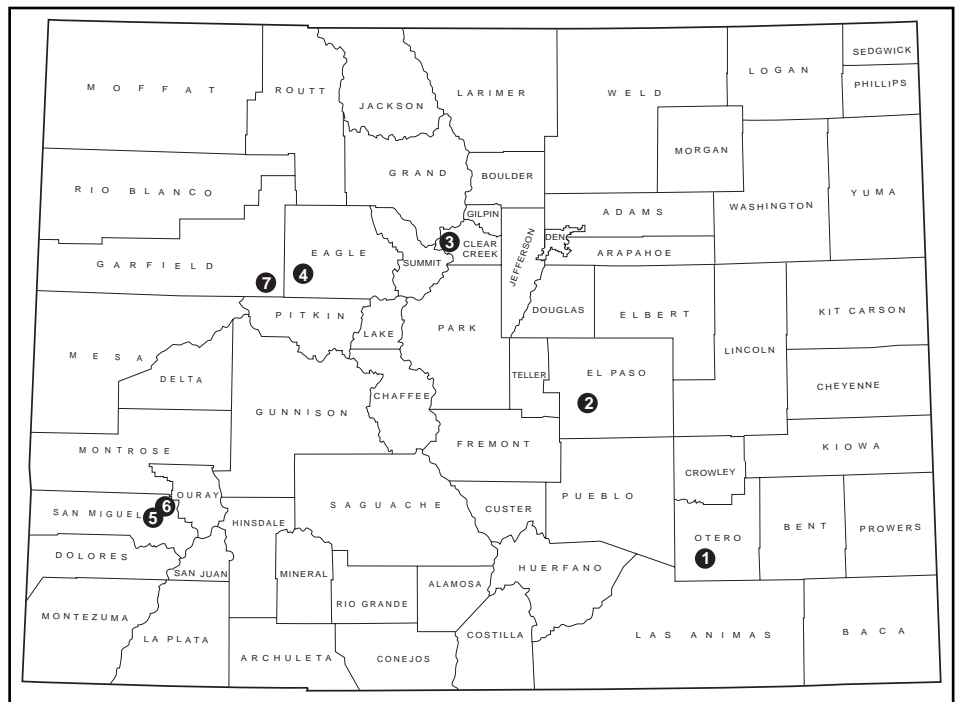 SEDGWICK
LOGAN
PHILLIPS
MOFFAT
ROUTT
LARIMER
WELD
JACKSON
MORGAN
GRAND
BOULDER
RIO BLANCO
YUMA
WASHINGTON
GILPIN
ADAMS
DEN
3
CLEAR
CREEK
EAGLE
JEFFERSON
ARAPAHOE
SUMMIT
GARFIELD
4
7
DOUGLAS
ELBERT
KIT CARSON
PITKIN
PARK
LAKE
LINCOLN
MESA
TELLER
EL PASO
DELTA
CHEYENNE
CHAFFEE
2
GUNNISON
FREMONT
KIOWA
MONTROSE
CROWLEY
OURAY
PUEBLO
SAGUACHE
6
CUSTER
SAN MIGUEL
5
HINSDALE
BENT
PROWERS
OTERO
1
DOLORES
HUERFANO
SAN JUAN
MINERAL
ALAMOSA
RIO GRANDE
MONTEZUMA
LA PLATA
COSTILLA
LAS ANIMAS
BACA
ARCHULETA
CONEJOS